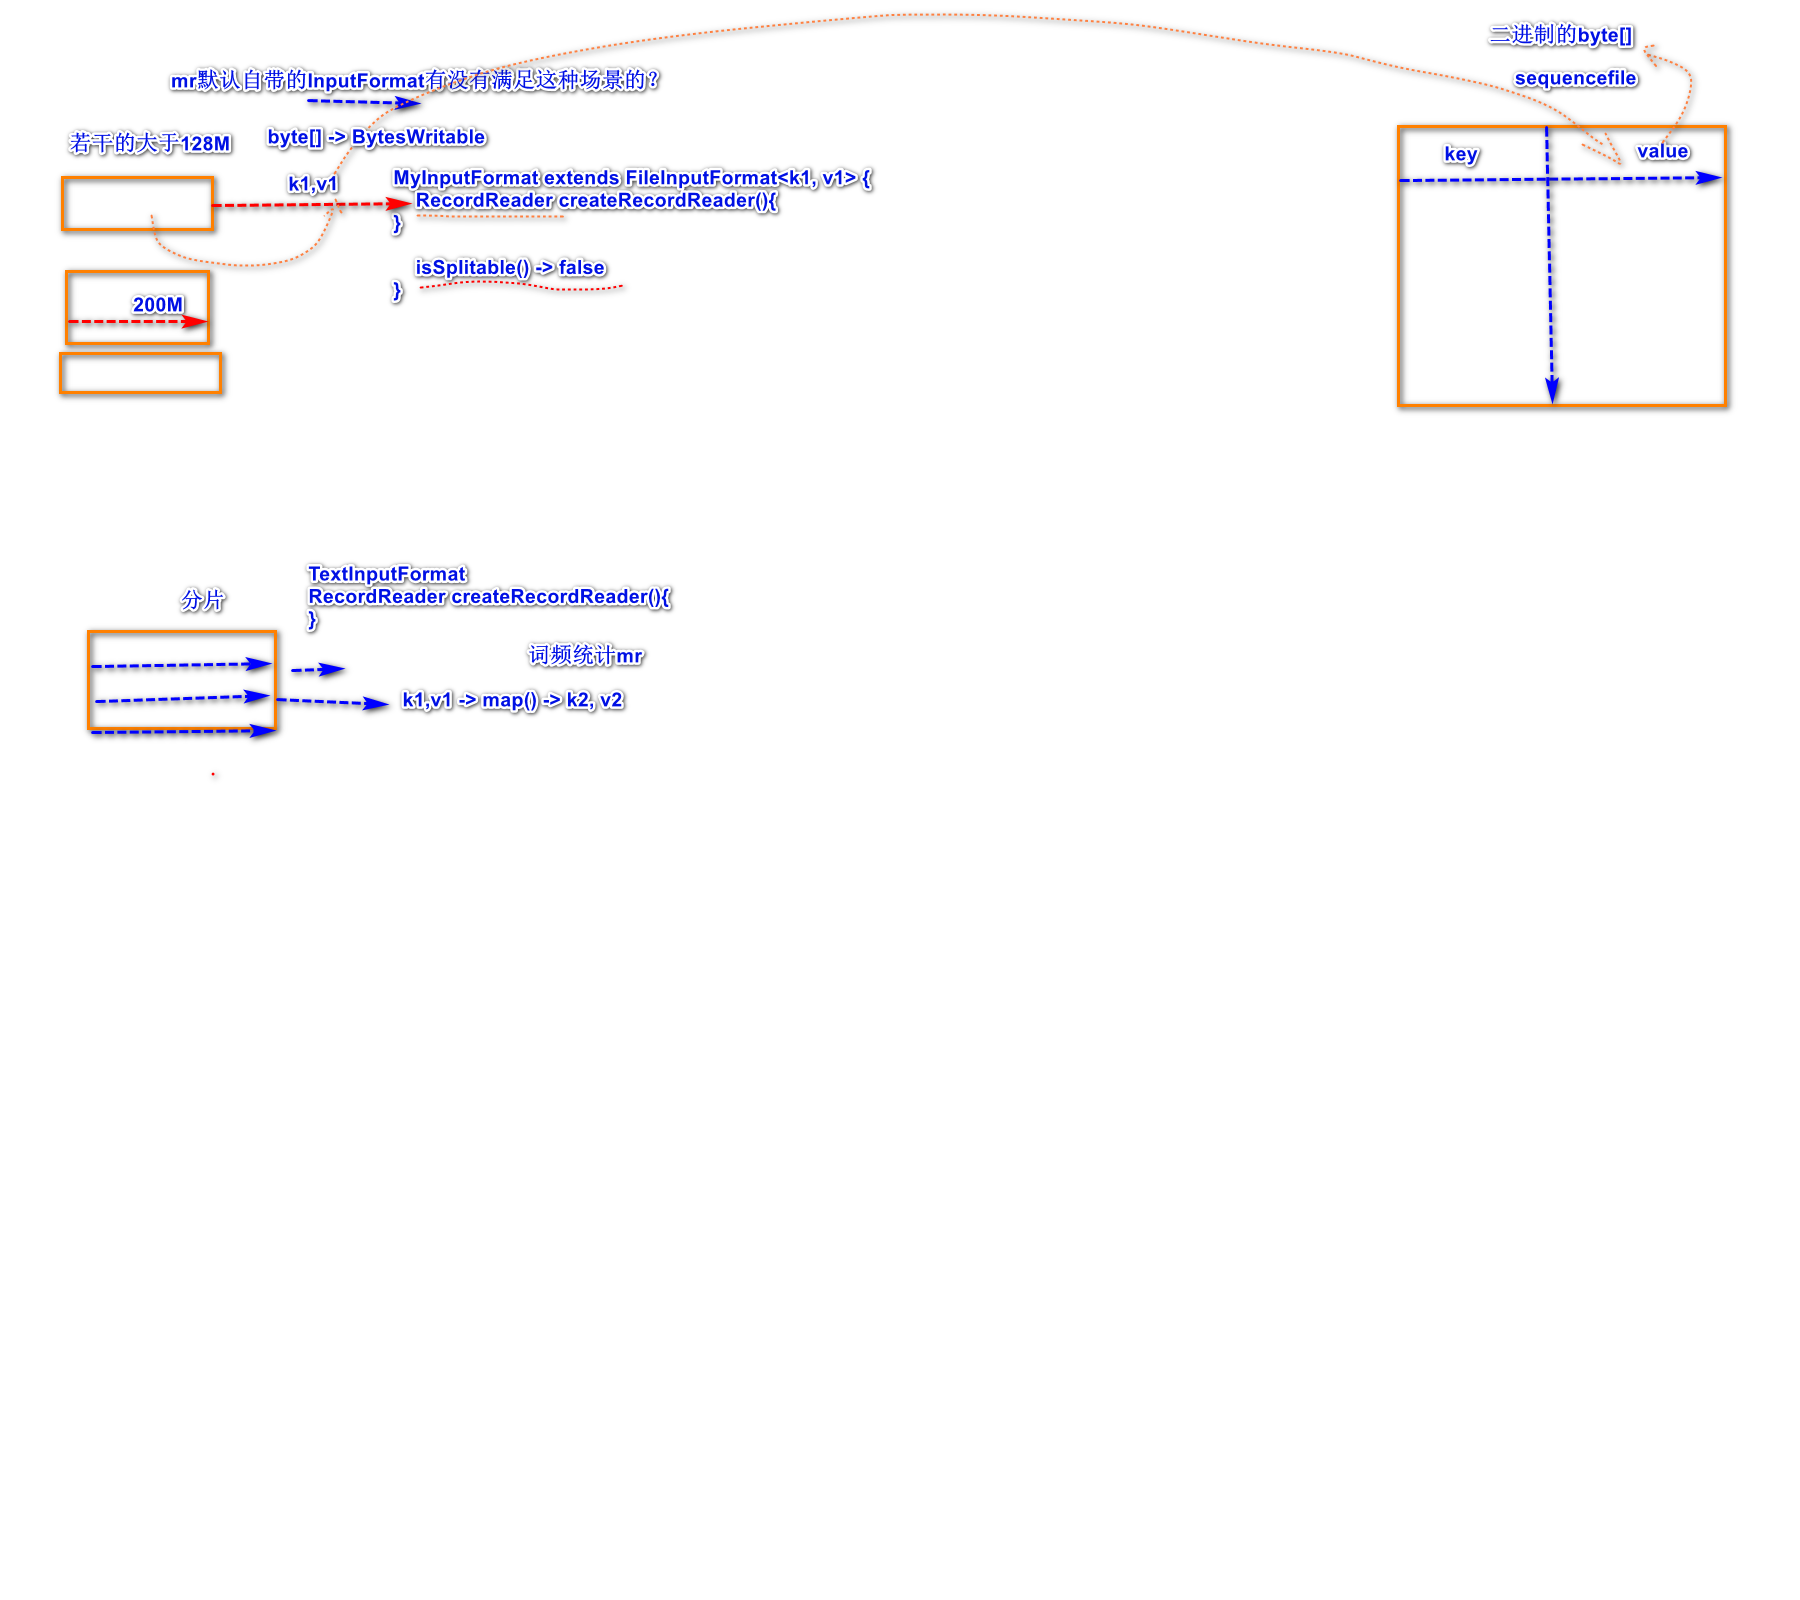 二进制的byte[]
sequencefile
mr默认自带的InputFormat有没有满足这种场景的？
若干的大于128M
byte[] -> BytesWritable
k1,v1
MyInputFormat extends FileInputFormat<k1, v1> {
RecordReader createRecordReader(){
}
isSplitable() -> false
}
200M
key
value
分片
TextInputFormat
RecordReader createRecordReader(){
}
词频统计mr
k1,v1 -> map() -> k2, v2